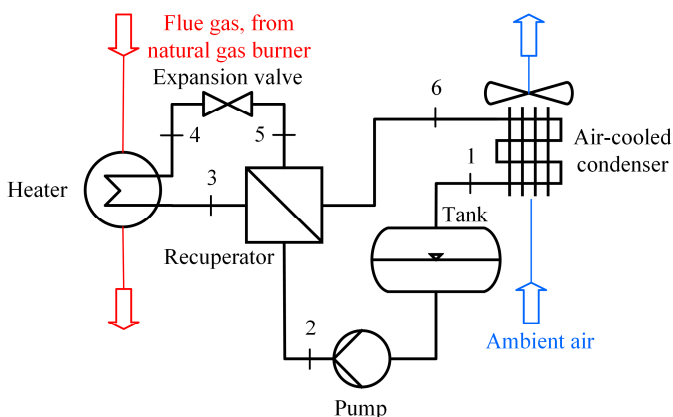 Flue gas, from
natural gas burner
Expansion valve
4
5
6
Heater
3
1
Air-cooled
condenser
Tank
Recuperator
2
Ambient air
Pump